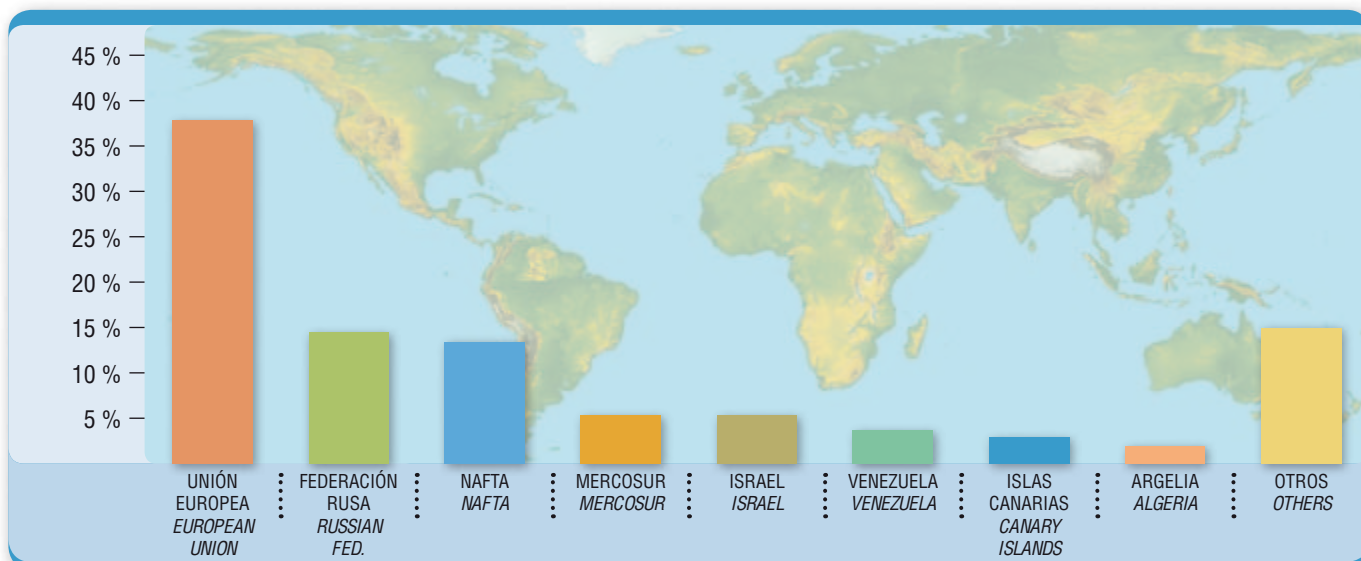 45 %
40 %
35 %
30 %
25 %
20 %
15 %
10 %
5 %
UNIÓN
EUROPEA
EUROPEAN
UNION
FEDERACIÓN
RUSA
RUSSIAN
FED.
NAFTA
NAFTA
MERCOSUR
MERCOSUR
ISRAEL
ISRAEL
VENEZUELA
VENEZUELA
ISLAS
CANARIAS
CANARY
ISLANDS
ARGELIA
ALGERIA
OTROS
OTHERS